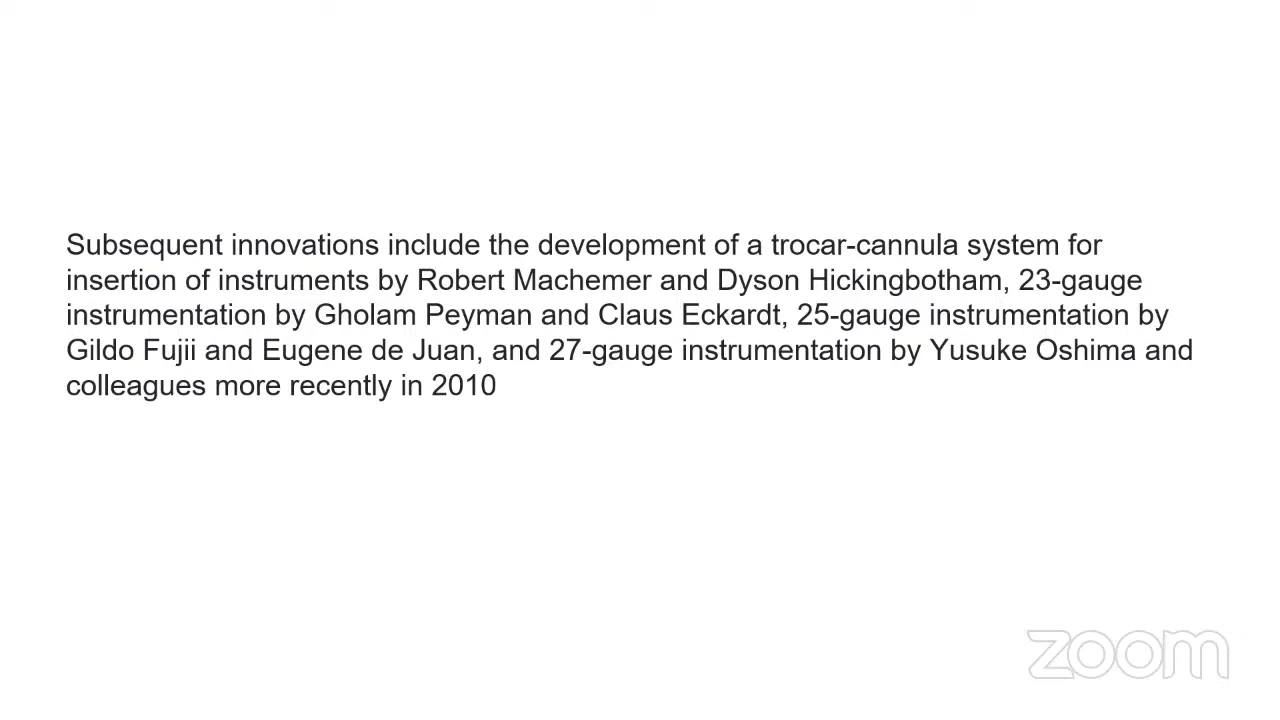 Subsequent innovations include the development of a trocar-cannula system for
insertion of instruments by Robert Machemer and Dyson Hickingbotham, 23-gauge
instrumentation by Gholam Peyman and Claus Eckardt, 25-gauge instrumentation by
Gildo Fujii and Eugene de Juan, and 27-gauge instrumentation by Yusuke Oshima and
colleagues more recently in 2010
zoom